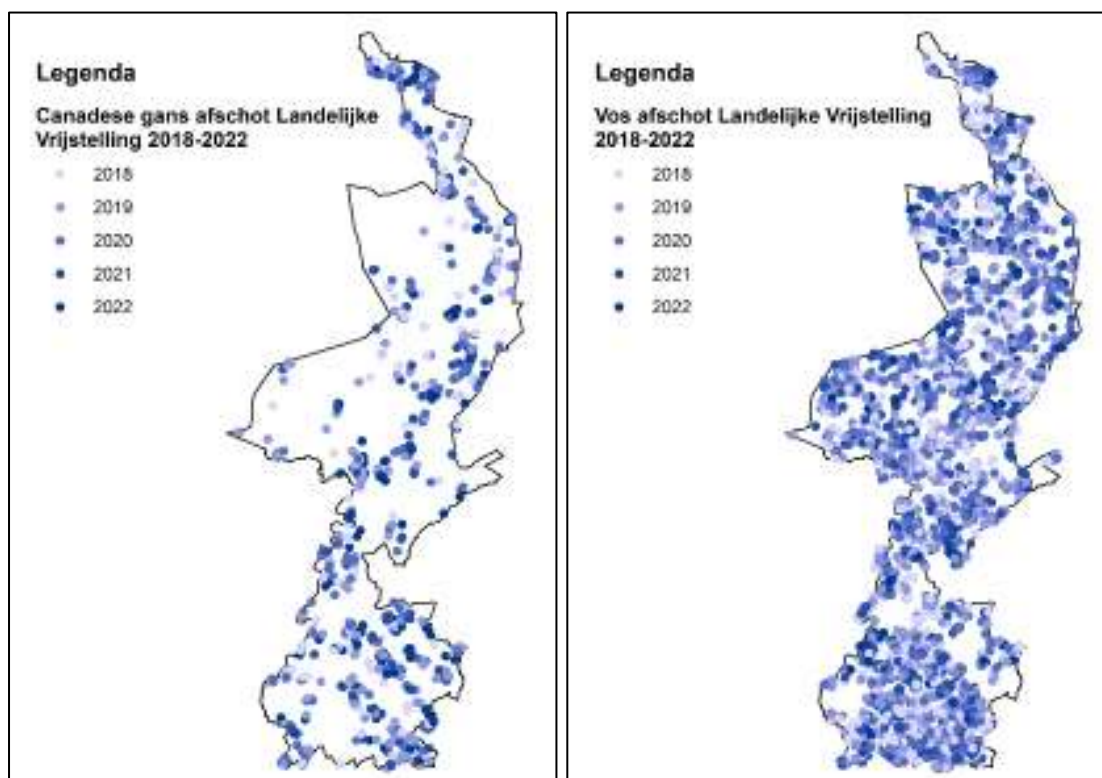 Legenda
Canadese gans afschot Landelijke
Vrijstelling 2018-2022
2018
2019
2020
2021
2022
Legenda
Vos afschot Landelijke Vrijstelling
2018-2022
2018
2019
2020
2021
2022